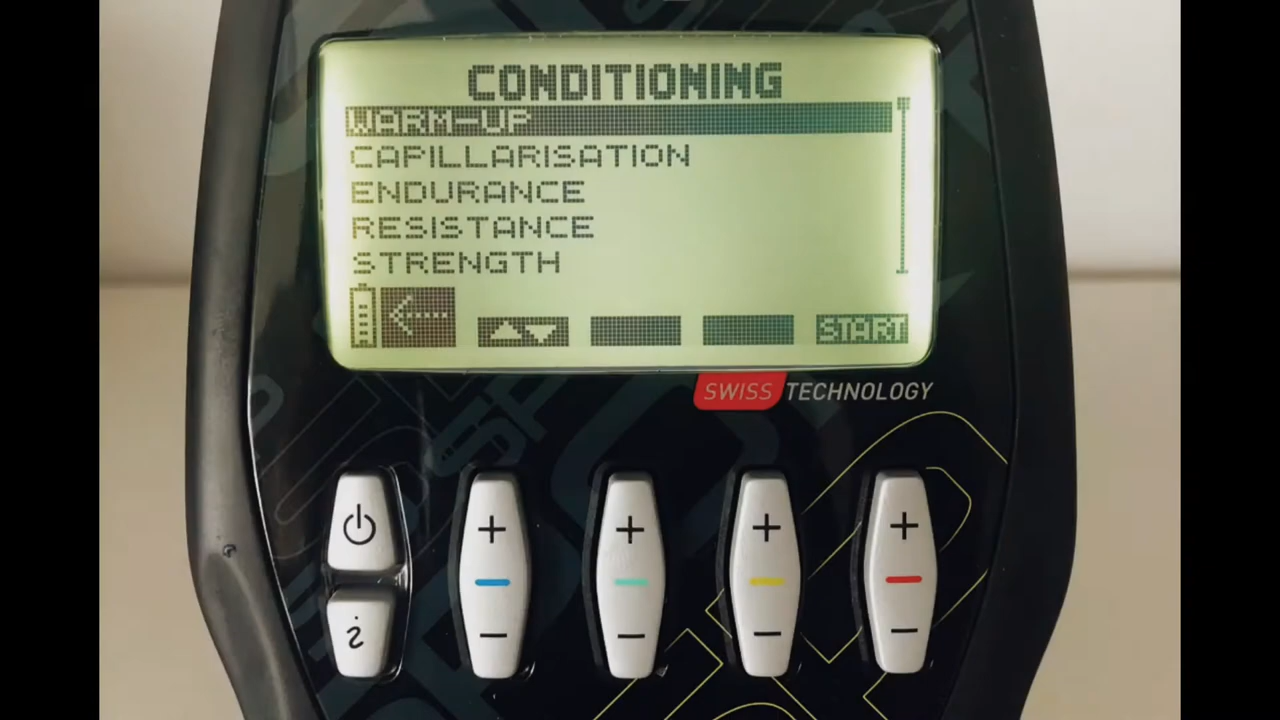 CONDITIONING
WARM-UP
CAPILLARISATION
ENDURANCE
RESISTANCE
STRENGTH
START
SWISS TECHNOLOGY
+ + + +
i
- - - -